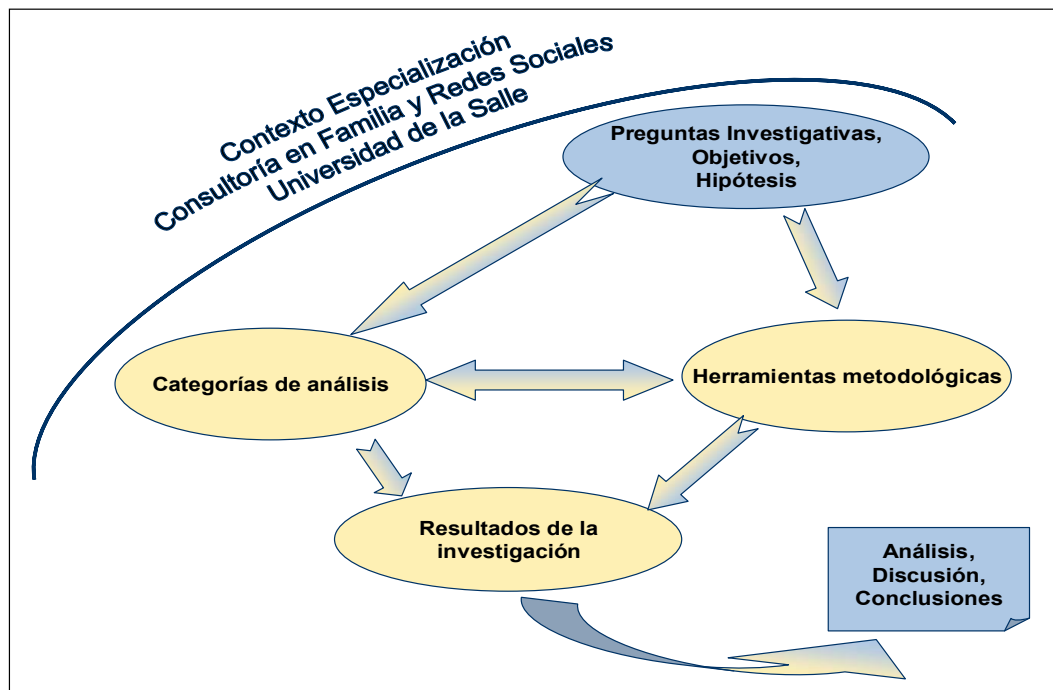 Contexto Especialización
Consultoría en Familia y Redes Sociales
Universidad de la Salle
Preguntas Investigativas,
Objetivos,
Hipótesis
Categorías de análisis
Herramientas metodológicas
Resultados de la
investigación
Análisis,
Discusión,
Conclusiones